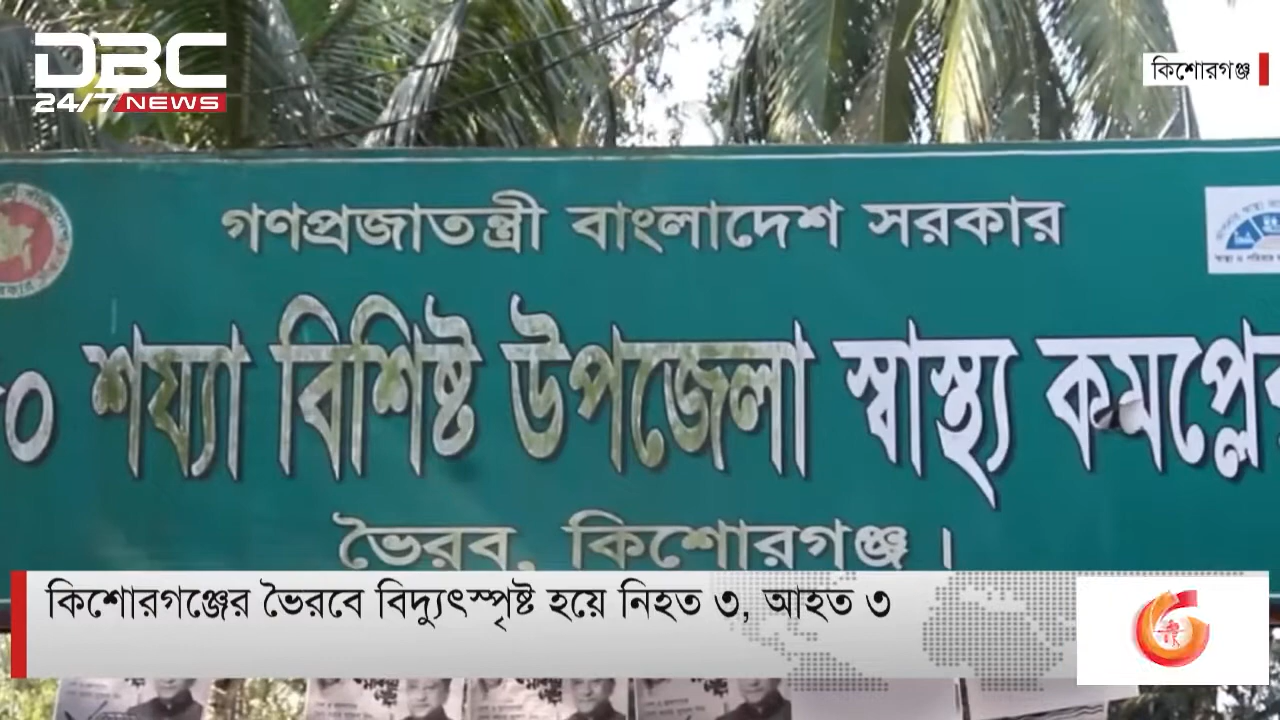 DBC
24/7 NEWS
কিশোরগঞ্জ
গণপ্রজাতন্ত্রী বাংলাদেশ সরকার
শয্যা বিশিষ্ট উপজেলা স্বাস্থ্য
ভৈরব, কিশোরগঞ্জ।
কিশোরগঞ্জের ভৈরবে বিদ্যুৎস্পৃষ্ট হয়ে নিহত ৩, আহত ৩